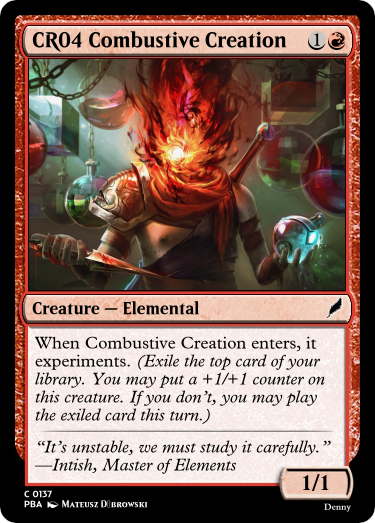 CR04 Combustive Creation 1
Creature — Elemental
When Combustive Creation enters, it
experiments. (Exile the top card of your
library. You may put a +1/+1 counter on
this creature. If you don't, you may play
the exiled card this turn.)
"It's unstable, we must study it carefully."
—Intish, Master of Elements
1/1
C 0137
PBA Mateusz D▯browski
Denny